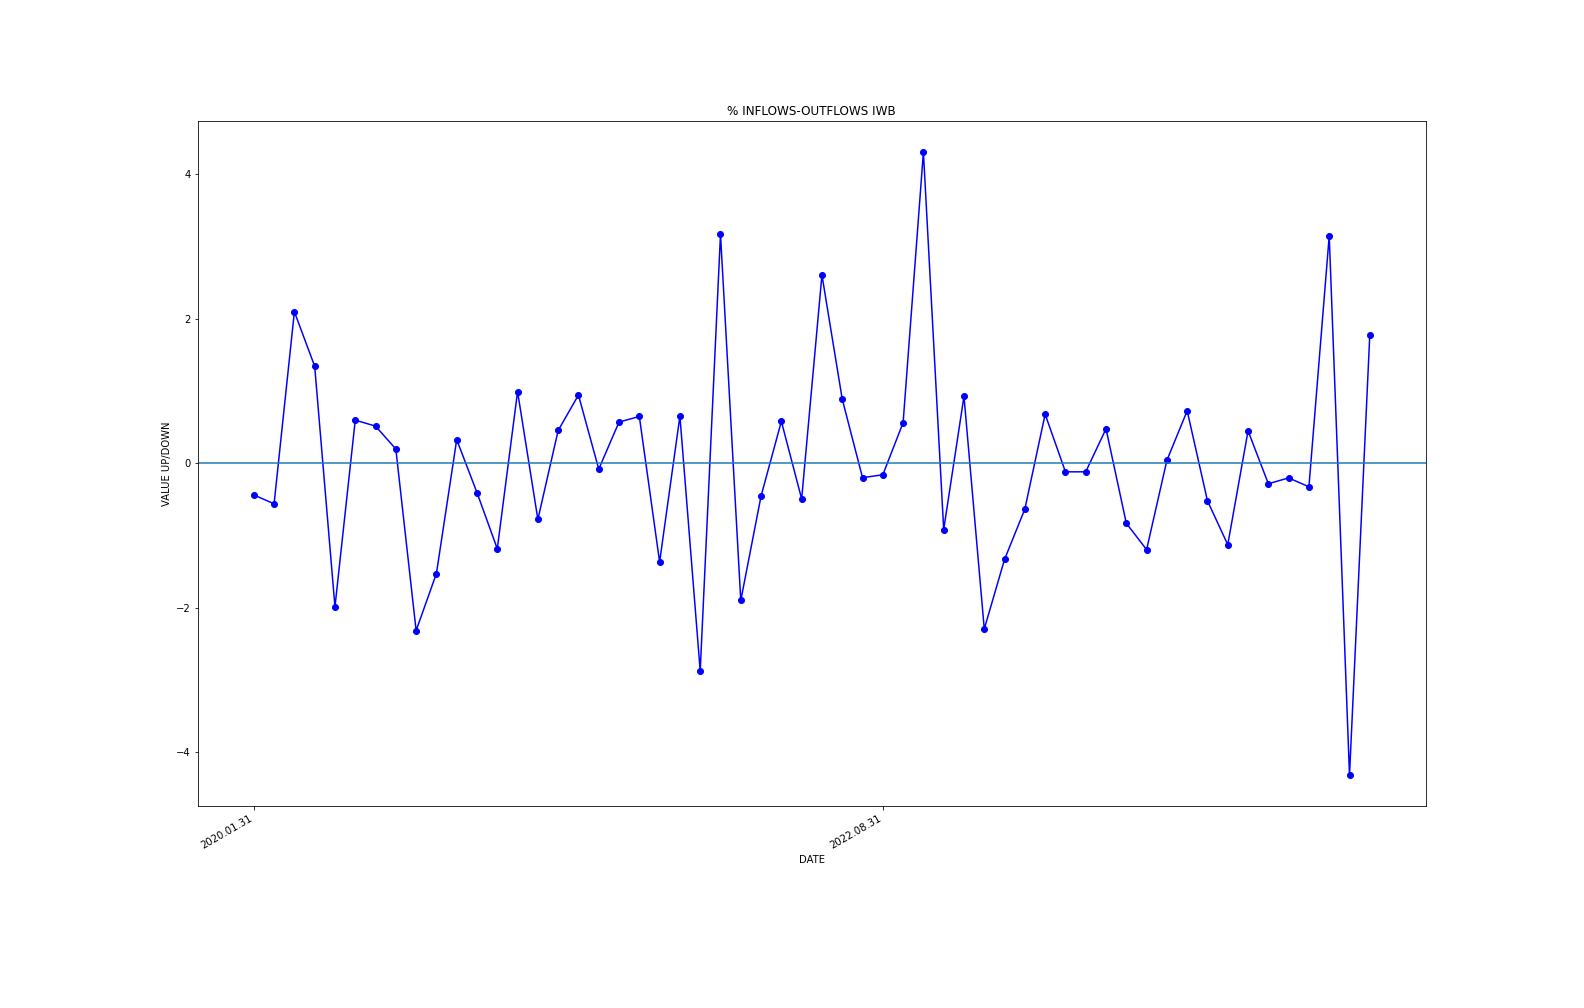 % INFLOWS-OUTFLOWS IWB
4
2
0
−2
−4
VALUE UP/DOWN
2020.01.31
2022.08.31
DATE